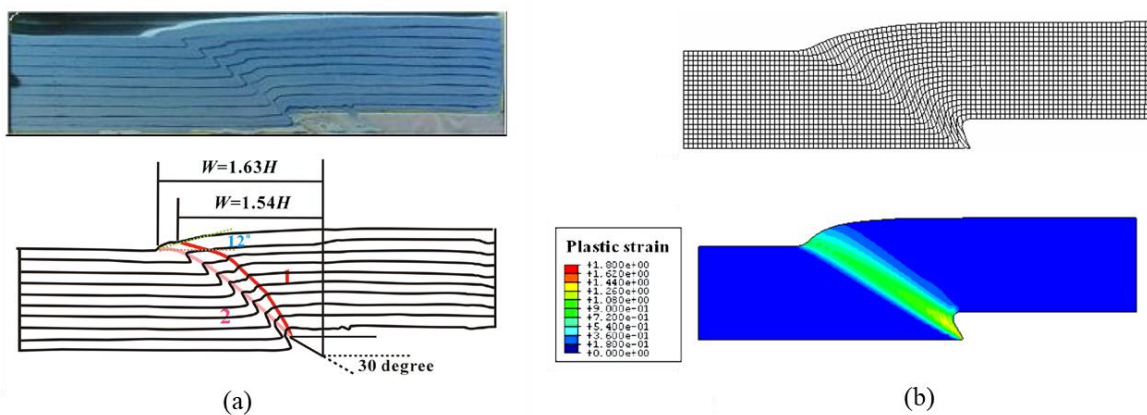 W=1.63H
W=1.54H
12°
1
2
30 degree
(a)
Plastic strain
+1.800e+00
+1.620e+00
+1.440e+00
+1.260e+00
+1.080e+00
+9.000e-01
+7.200e-01
+5.400e-01
+3.600e-01
+1.800e-01
+0.000e+00
(b)